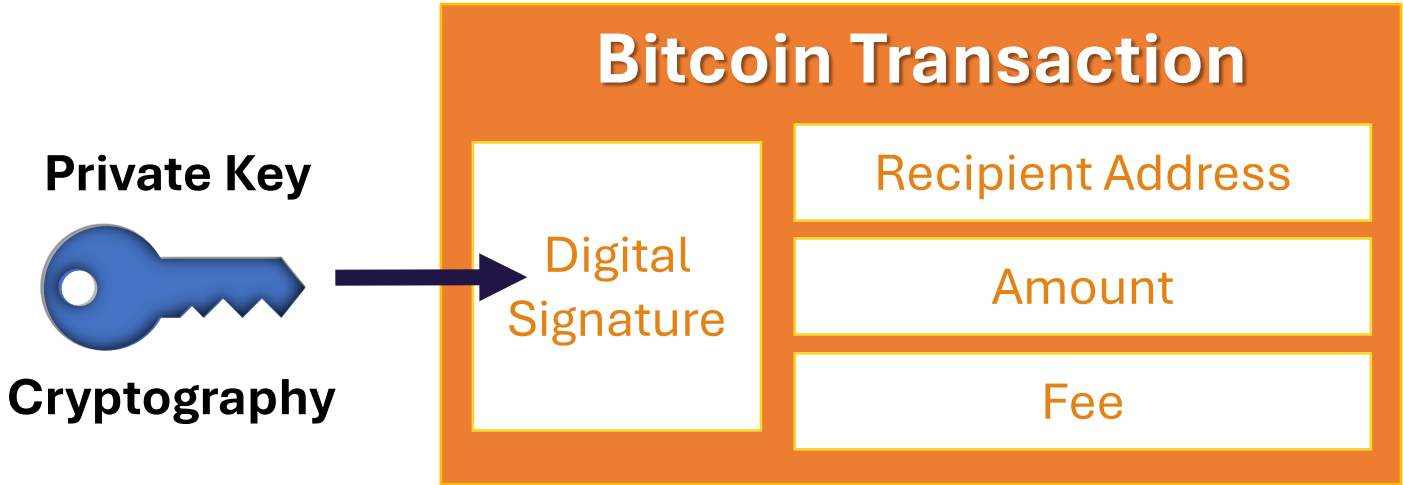 Bitcoin Transaction
Private Key
Cryptography
Digital
Signature
Recipient Address
Amount
Fee